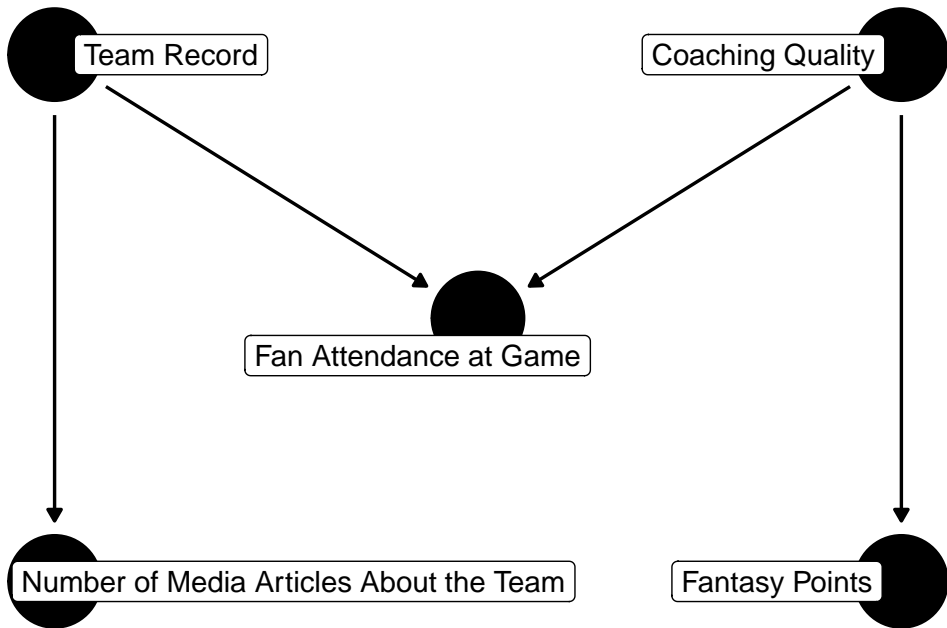 Team Record
Coaching Quality
Fan Attendance at Game
Number of Media Articles About the Team
Fantasy Points